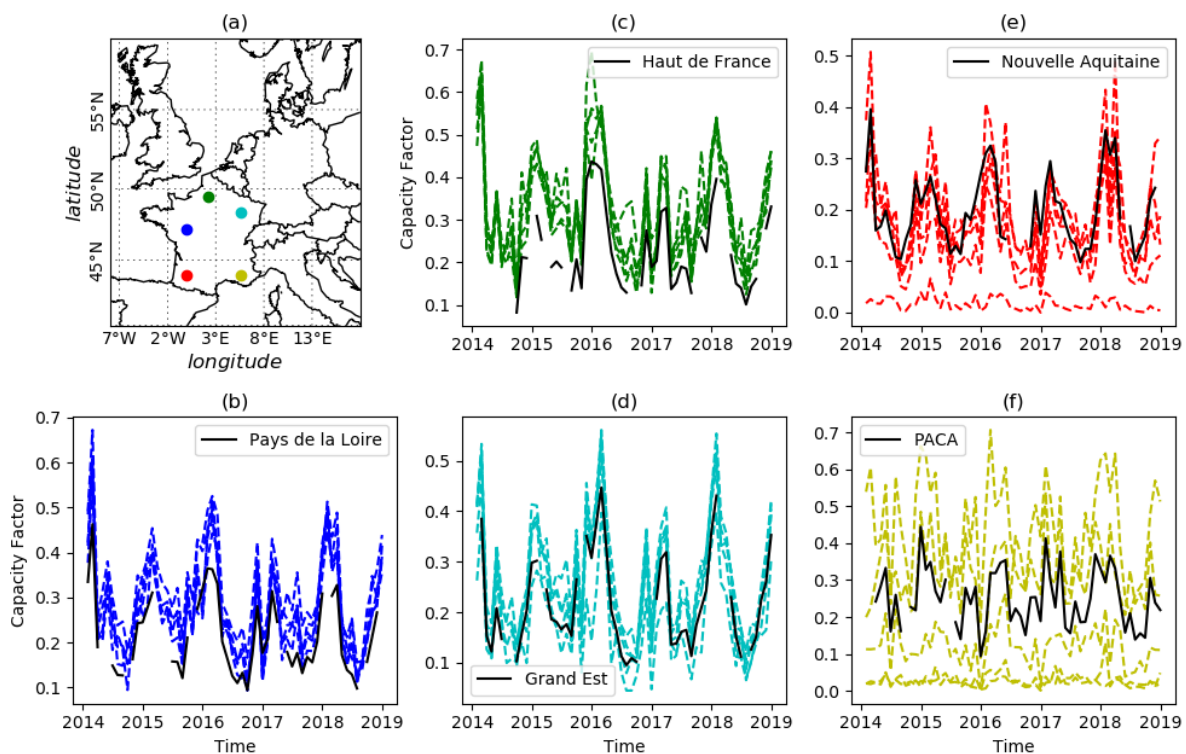 (a)
55°N
50°N
45°N
latitude
7°W 2°W 3°E 8°E 13°E
longitude
(c)
Haut de France
0.7
0.6
0.5
0.4
0.3
0.2
0.1
Capacity Factor
2014 2015 2016 2017 2018 2019
(e)
Nouvelle Aquitaine
0.5
0.4
0.3
0.2
0.1
0.0
2014 2015 2016 2017 2018 2019
(b)
Pays de la Loire
0.7
0.6
0.5
0.4
0.3
0.2
0.1
Capacity Factor
2014 2015 2016 2017 2018 2019
Time
(d)
0.5
0.4
0.3
0.2
0.1
Capacity Factor
Grand Est
2014 2015 2016 2017 2018 2019
Time
(f)
PACA
0.7
0.6
0.5
0.4
0.3
0.2
0.1
0.0
2014 2015 2016 2017 2018 2019
Time